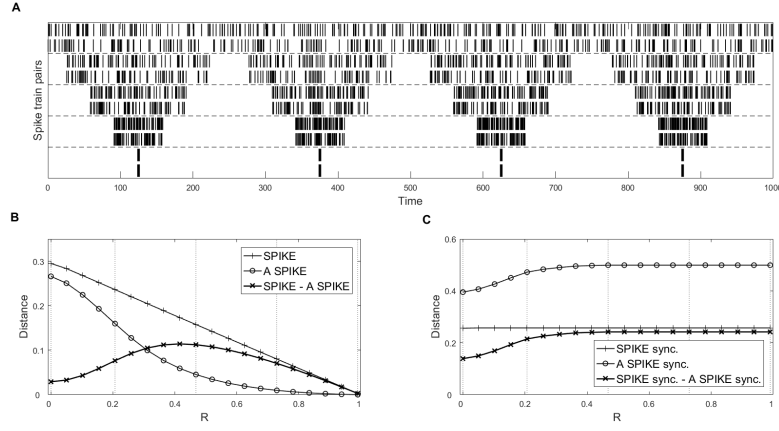 A
Spike train pairs
0 100 200 300 400 500 600 700 800 900 1000
Time
B
0.3
0.2
0.1
0
Distance
0 0.2 0.4 0.6 0.8 1
R
SPIKE
A SPIKE
SPIKE - A SPIKE
C
0.6
0.4
0.2
0
Distance
0 0.2 0.4 0.6 0.8 1
R
SPIKE sync.
A SPIKE sync.
SPIKE sync. - A SPIKE sync.